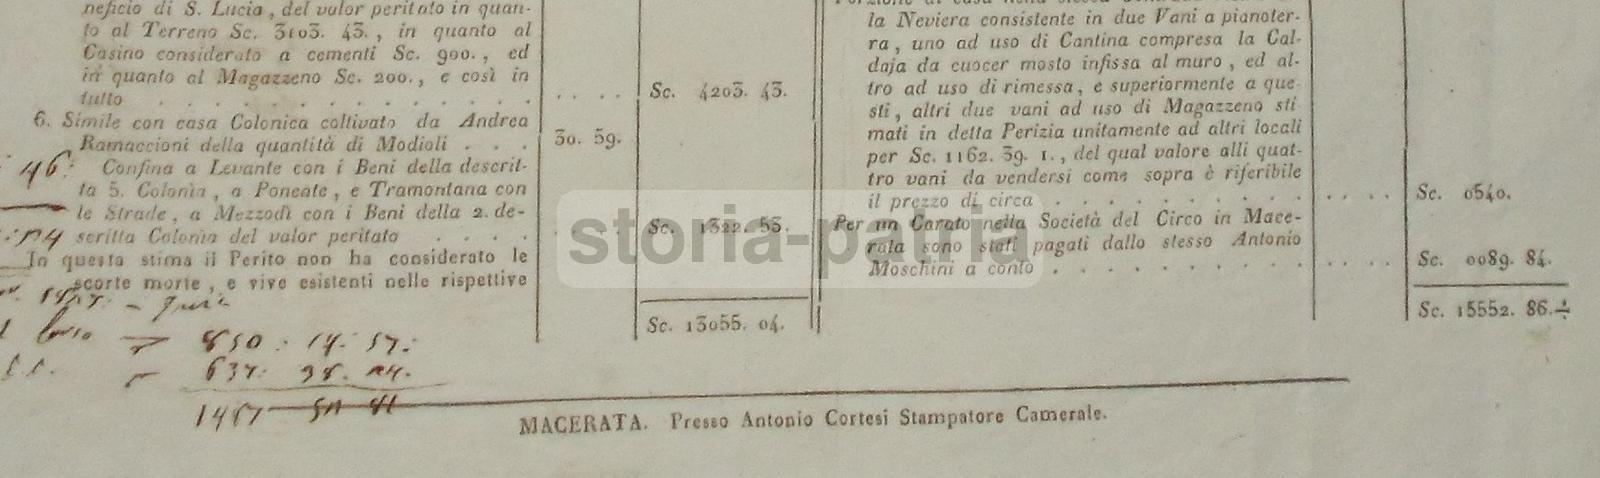 neficio di S. Lucia, del valor peritato in quan-
to al Terreno Sc. 3103. 43., in quanto al
Casino considerato a cementi Sc. 900., ed
in quanto al Magazzeno Sc. 200., e così in
tutto . . . . . . . . . . . . . . . . . Sc. 4203. 43.
6. Simile con casa Colonica coltivato da Andrea
Ramaccioni della quantità di Modioli . . . 30. 59.
Confina a Levante con i Beni della descrit-
ta 5. Colonìa, a Ponente, e Tramontana con
le Strade, a Mezzodì con i Beni della 2. de-
scritta Colonìa del valor peritato . . . . . . . . Sc. 1322. 53.
In questa stima il Perito non ha considerato le
scorte morte, e vive esistenti nelle rispettive
Sc. 13055. 04.
la Neviera consistente in due Vani a pianoter-
ra, uno ad uso di Cantina compresa la Cal-
daja da cuocer mosto infissa al muro, ed al-
tro ad uso di rimessa, e superiormente a que-
sti, altri due vani ad uso di Magazzeno sti
mati in detta Perizia unitamente ad altri locali
per Sc. 1162. 39. 1., del qual valore alli quat-
tro vani da vendersi come sopra è riferibile
il prezzo di circa . . . . . . . . . . . . . Sc. 0540.
Per un Carato nella Società del Circo in Mace-
rata sono stati pagati dallo stesso Antonio
Moschini a conto . . . . . . . . . . . . . Sc. 0089. 84.
Sc. 15552. 86.÷
46:
850 : 14. 57:
637: 98.
MACERATA. Presso Antonio Cortesi Stampatore Camerale.
storia-patria